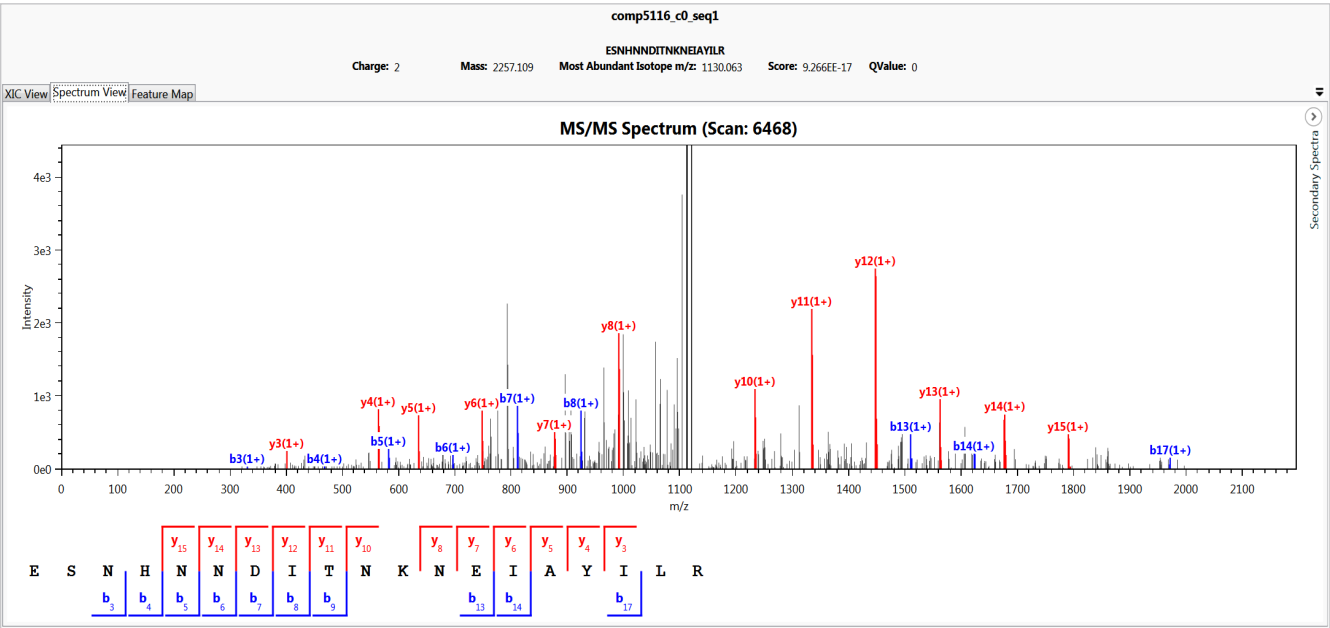 comp5116_c0_seq1
ESNHNNDITNKNEIAYILR
Charge: 2 Mass: 2257.109 Most Abundant Isotope m/z: 1130.063 Score: 9.266EE-17 QValue: 0
XIC View Spectrum View Feature Map
MS/MS Spectrum (Scan: 6468)
Secondary Spectra
Intensity
4e3
3e3
2e3
1e3
0e0
y12(1+)
y11(1+)
y8(1+)
y10(1+)
y4(1+) y5(1+) y6(1+) b7(1+) b8(1+) y13(1+)
y14(1+)
y3(1+) b5(1+) y7(1+) b13(1+) y15(1+)
b3(1+) b4(1+) b6(1+) b14(1+) b17(1+)
0 100 200 300 400 500 600 700 800 900 1000 1100 1200 1300 1400 1500 1600 1700 1800 1900 2000 2100
m/z
y15 y14 y13 y12 y11 y10 y8 y7 y6 y5 y4 y3
E S N H N N D I T N K N E I A Y I L R
b3 b4 b5 b6 b7 b8 b9 b13 b14 b17